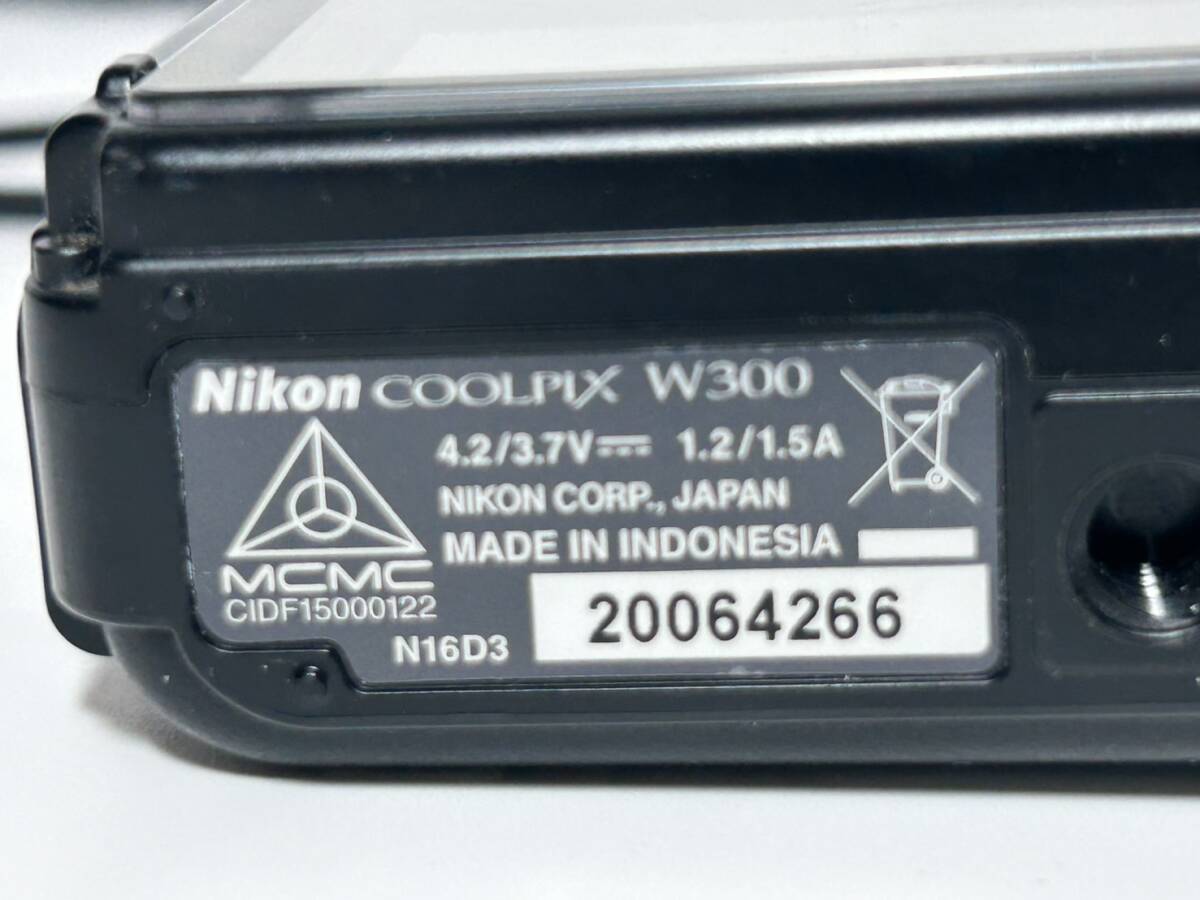 Nikon COOLPIX W300
4.2/3.7V⎓ 1.2/1.5A
NIKON CORP., JAPAN
MADE IN INDONESIA
MCMC
CIDF15000122
N16D3
20064266